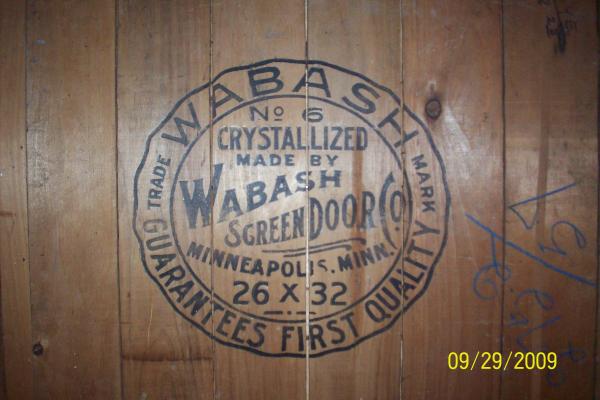 WABASH
TRADE MARK
No 6
CRYSTALLIZED
MADE BY
WABASH
SCREEN DOOR Co.
MINNEAPOLIS. MINN.
26 X 32
GUARANTEES FIRST QUALITY
09/29/2009